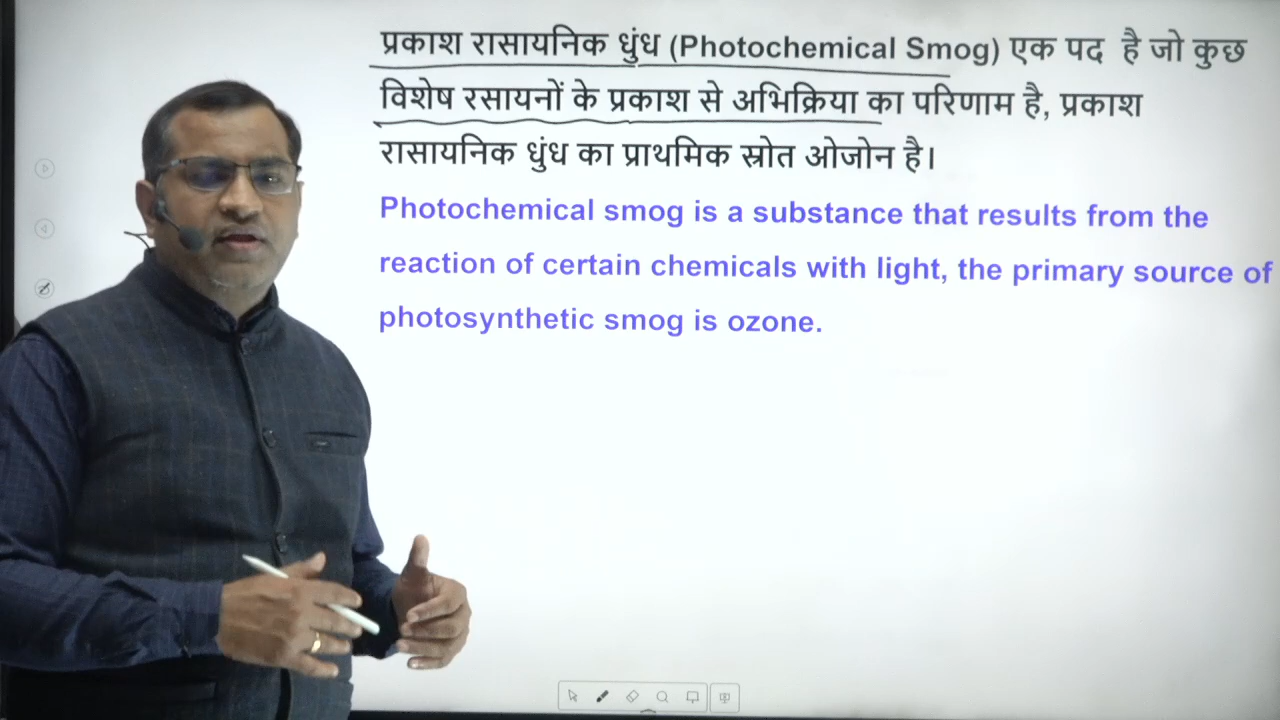 प्रकाश रासायनिक धुंध (Photochemical Smog) एक पद है जो कुछ
विशेष रसायनों के प्रकाश से अभिक्रिया का परिणाम है, प्रकाश
रासायनिक धुंध का प्राथमिक स्रोत ओजोन है।
Photochemical smog is a substance that results from the
reaction of certain chemicals with light, the primary source of
photosynthetic smog is ozone.